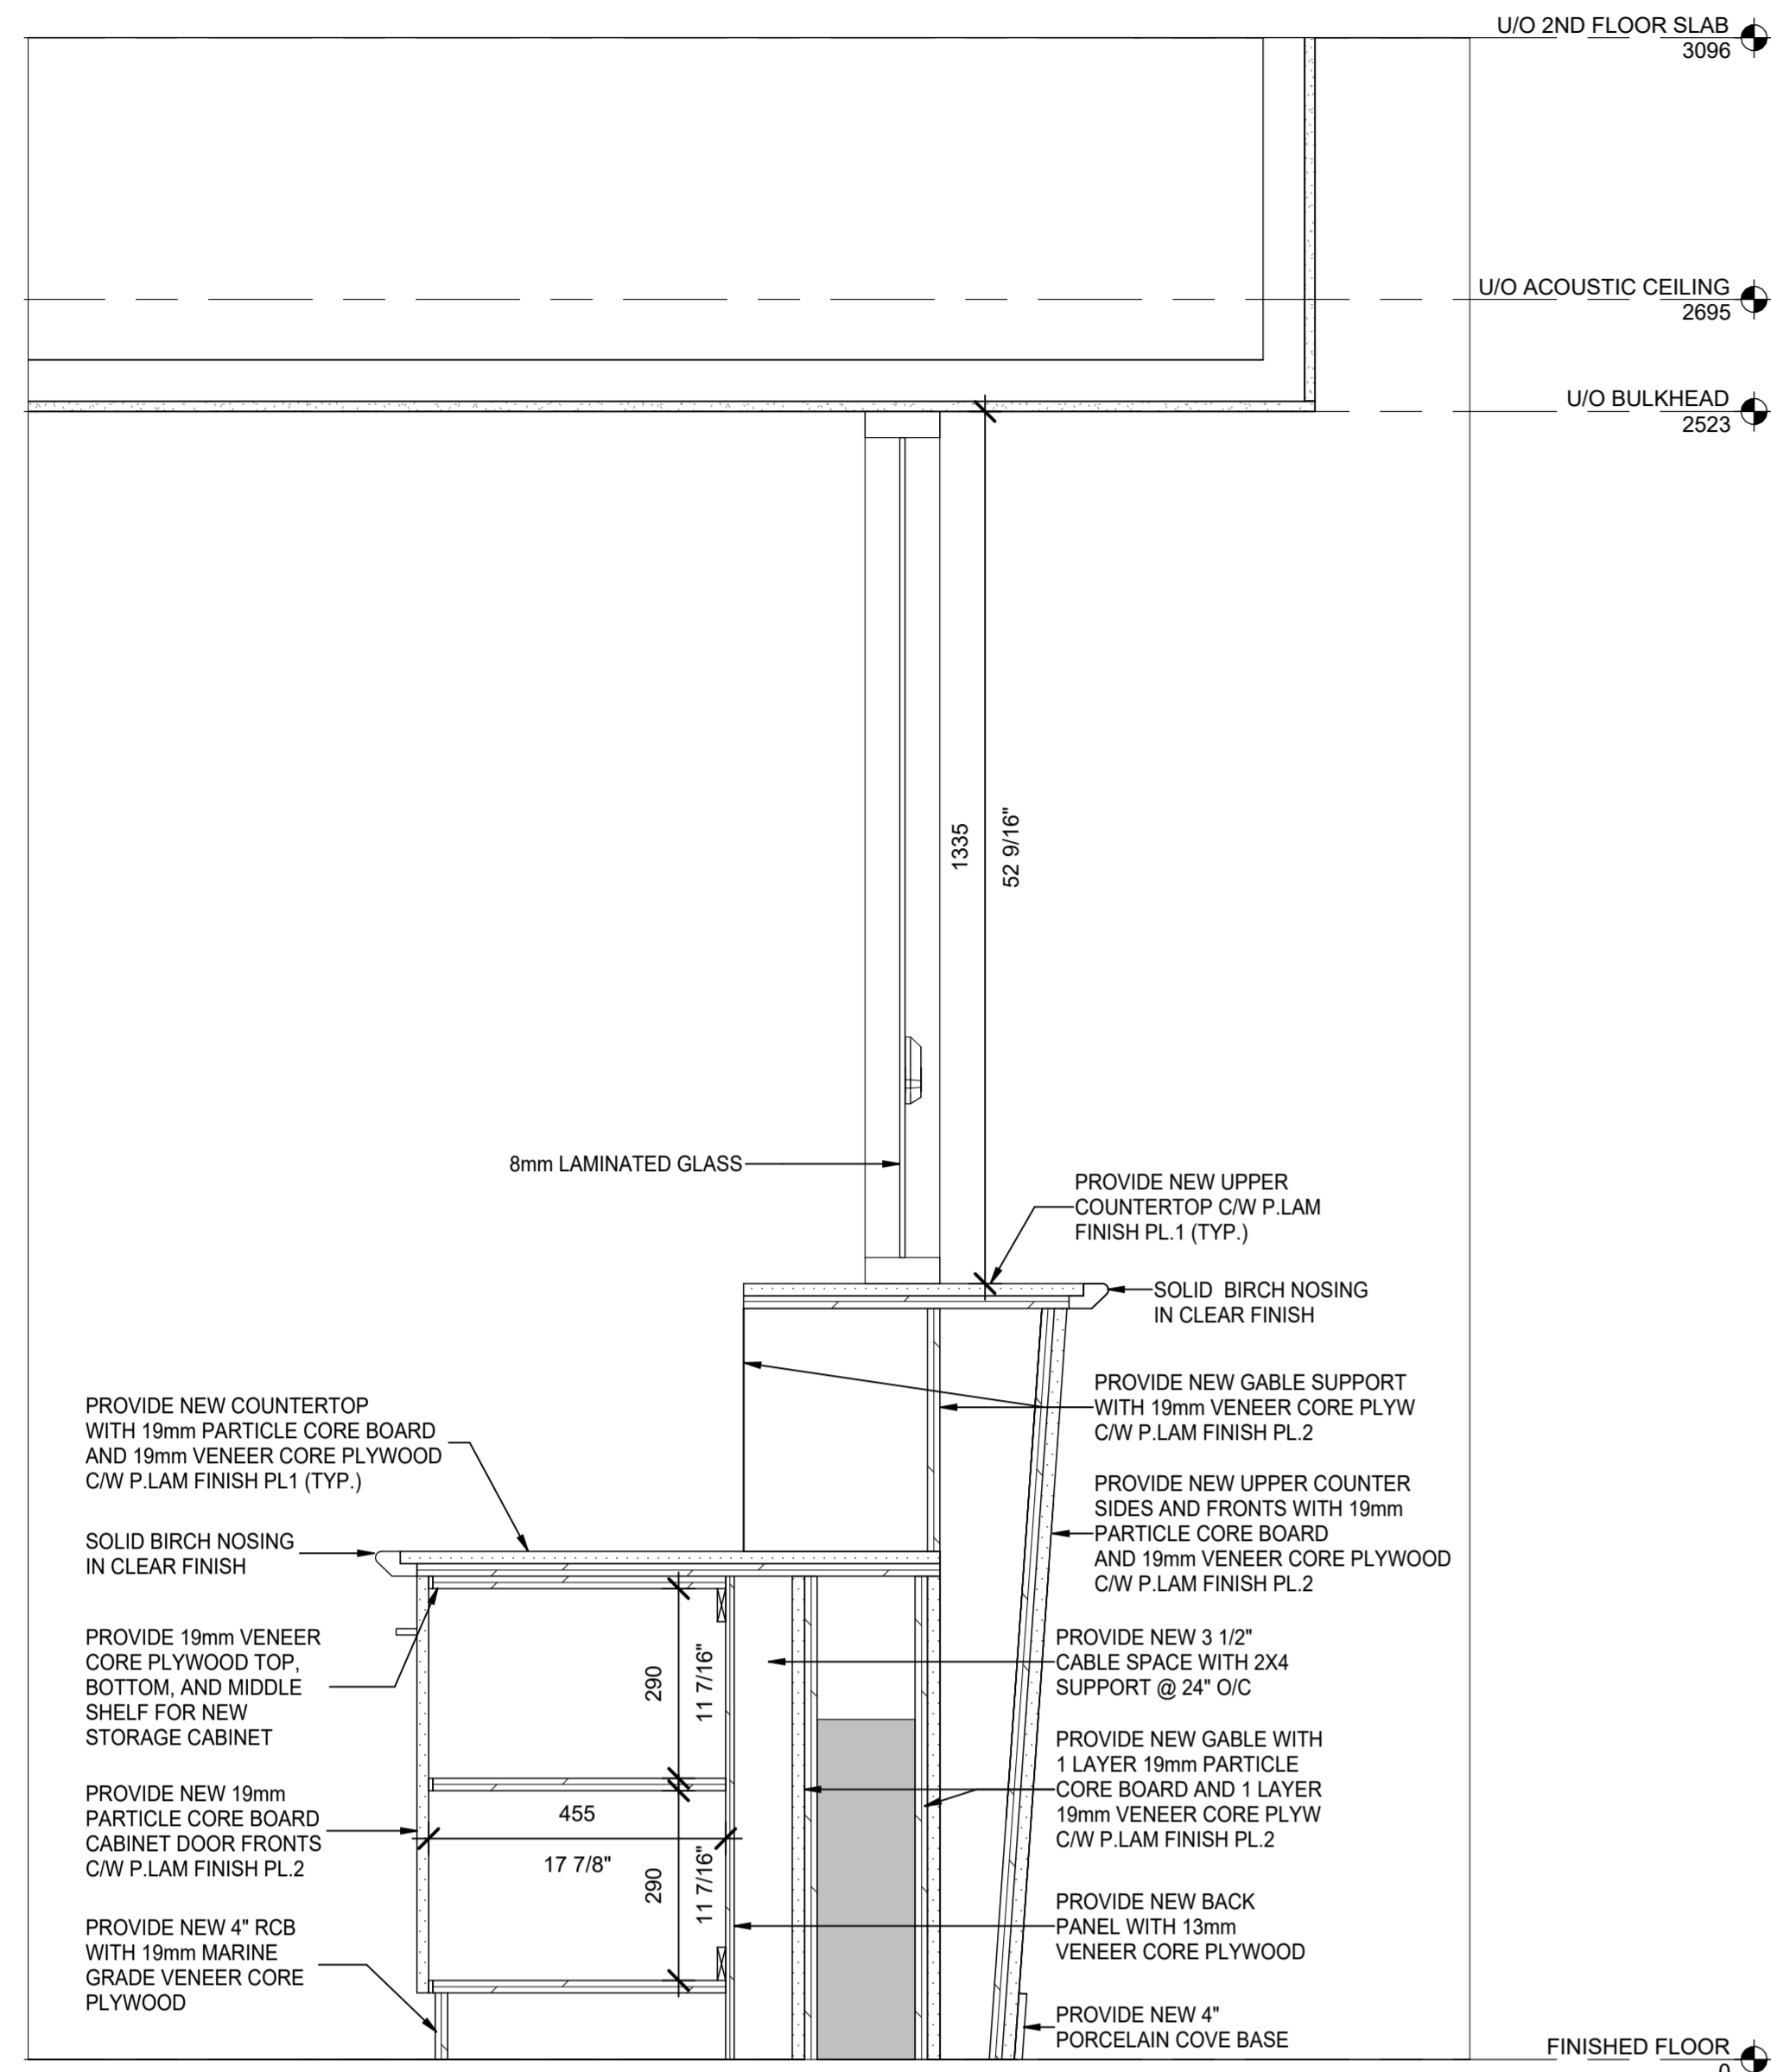 U/O 2ND FLOOR SLAB
3096
U/O ACOUSTIC CEILING
2695
U/O BULKHEAD
2523
1335
52 9/16"
8mm LAMINATED GLASS
PROVIDE NEW UPPER
COUNTERTOP C/W P.LAM
FINISH PL.1 (TYP.)
SOLID BIRCH NOSING
IN CLEAR FINISH
PROVIDE NEW GABLE SUPPORT
WITH 19mm VENEER CORE PLYW
C/W P.LAM FINISH PL.2
PROVIDE NEW COUNTERTOP
WITH 19mm PARTICLE CORE BOARD
AND 19mm VENEER CORE PLYWOOD
C/W P.LAM FINISH PL1 (TYP.)
PROVIDE NEW UPPER COUNTER
SIDES AND FRONTS WITH 19mm
PARTICLE CORE BOARD
AND 19mm VENEER CORE PLYWOOD
C/W P.LAM FINISH PL.2
SOLID BIRCH NOSING
IN CLEAR FINISH
PROVIDE 19mm VENEER
CORE PLYWOOD TOP,
BOTTOM, AND MIDDLE
SHELF FOR NEW
STORAGE CABINET
290
11 7/16"
PROVIDE NEW 3 1/2"
CABLE SPACE WITH 2X4
SUPPORT @ 24" O/C
PROVIDE NEW GABLE WITH
1 LAYER 19mm PARTICLE
CORE BOARD AND 1 LAYER
19mm VENEER CORE PLYW
C/W P.LAM FINISH PL.2
PROVIDE NEW 19mm
PARTICLE CORE BOARD
CABINET DOOR FRONTS
C/W P.LAM FINISH PL.2
455
17 7/8"
290
11 7/16"
PROVIDE NEW BACK
PANEL WITH 13mm
VENEER CORE PLYWOOD
PROVIDE NEW 4" RCB
WITH 19mm MARINE
GRADE VENEER CORE
PLYWOOD
PROVIDE NEW 4"
PORCELAIN COVE BASE
FINISHED FLOOR
0